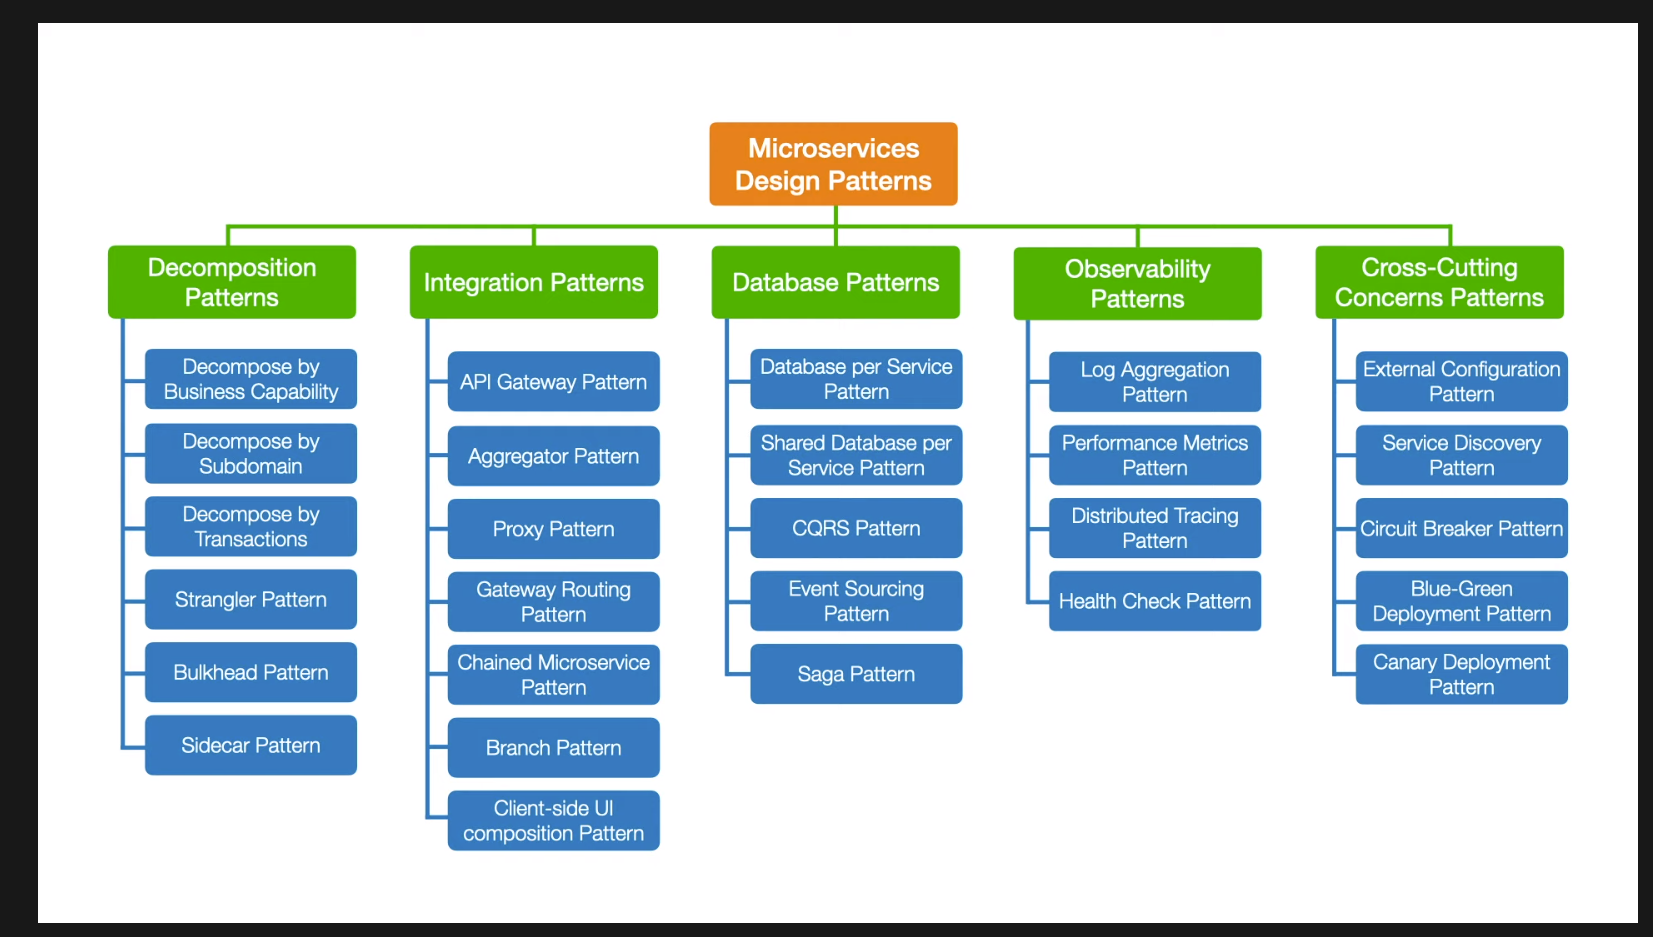 Microservices
Design Patterns
Decomposition
Patterns
Decompose by
Business Capability
Decompose by
Subdomain
Decompose by
Transactions
Strangler Pattern
Bulkhead Pattern
Sidecar Pattern
Integration Patterns
API Gateway Pattern
Aggregator Pattern
Proxy Pattern
Gateway Routing
Pattern
Chained Microservice
Pattern
Branch Pattern
Client-side UI
composition Pattern
Database Patterns
Database per Service
Pattern
Shared Database per
Service Pattern
CQRS Pattern
Event Sourcing
Pattern
Saga Pattern
Observability
Patterns
Log Aggregation
Pattern
Performance Metrics
Pattern
Distributed Tracing
Pattern
Health Check Pattern
Cross-Cutting
Concerns Patterns
External Configuration
Pattern
Service Discovery
Pattern
Circuit Breaker Pattern
Blue-Green
Deployment Pattern
Canary Deployment
Pattern